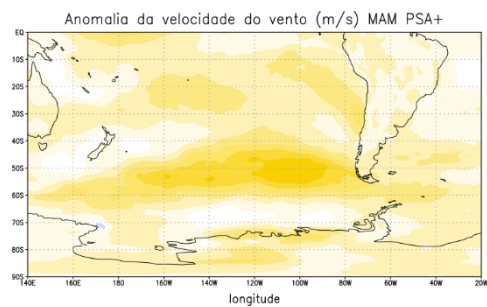 Anomalia da velocidade do vento (m/s) MAM PSA+
EQ
10S
20S
30S
40S
50S
60S
70S
80S
90S
140E 160E 180 160W 140W 120W 100W 80W 60W 40W 20W
longitude